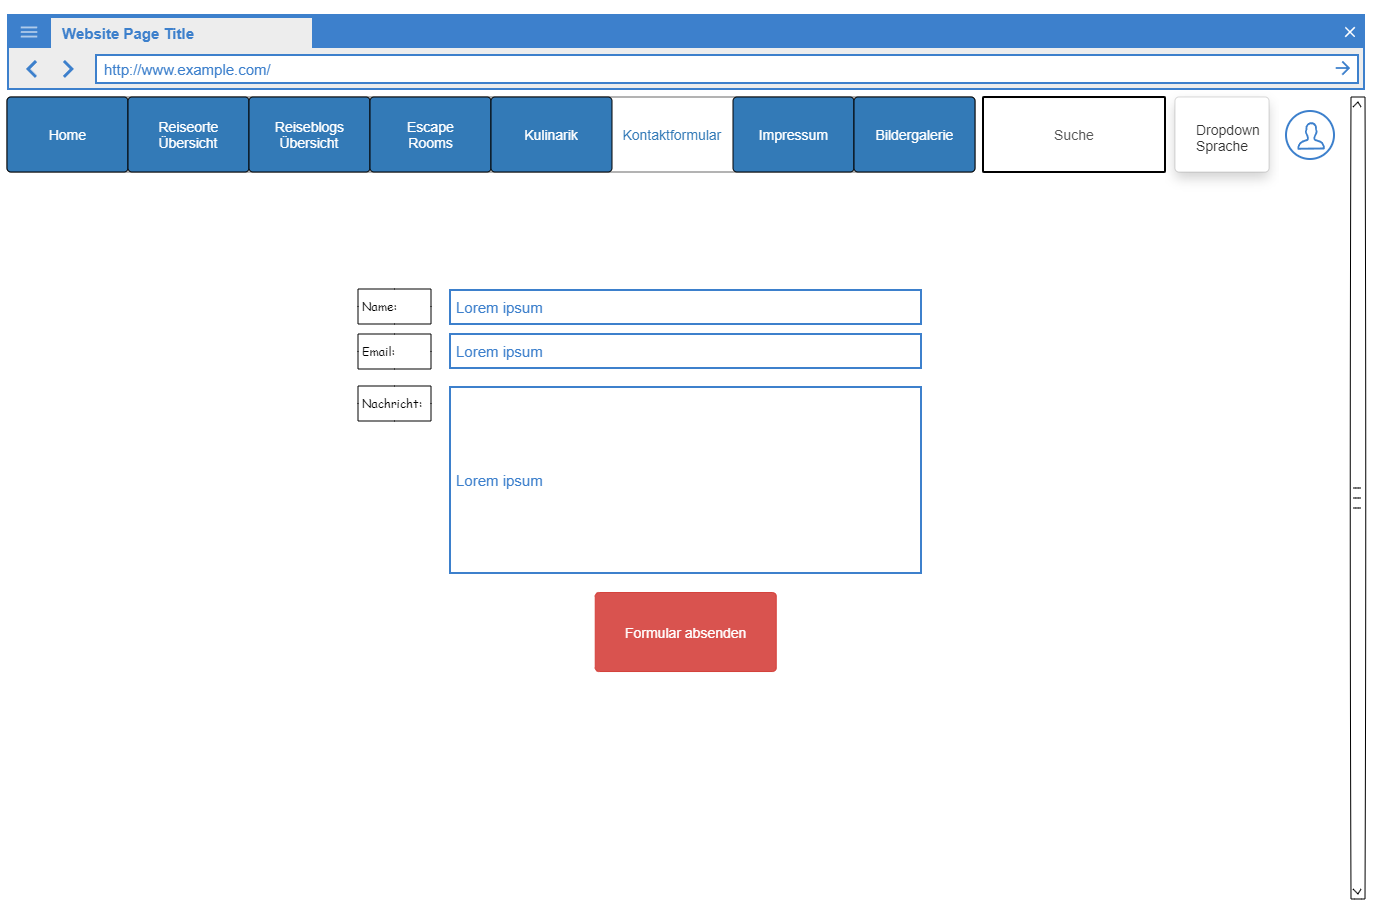 Website Page Title
http://www.example.com/
Home
Reiseorte
Übersicht
Reiseblogs
Übersicht
Escape
Rooms
Kulinarik
Kontaktformular
Impressum
Bildergalerie
Suche
Dropdown
Sprache
Name:
Lorem ipsum
Email:
Lorem ipsum
Nachricht:
Lorem ipsum
Formular absenden